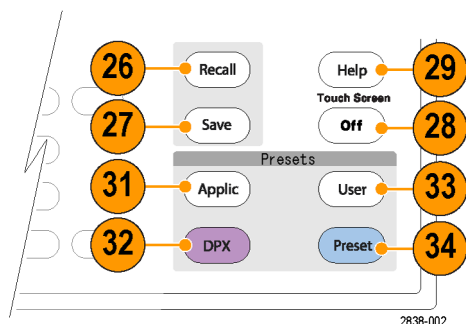 26 Recall Help 29
Touch Screen
27 Save Off 28
Presets
31 Applic User 33
32 DPX Preset 34
2838-002